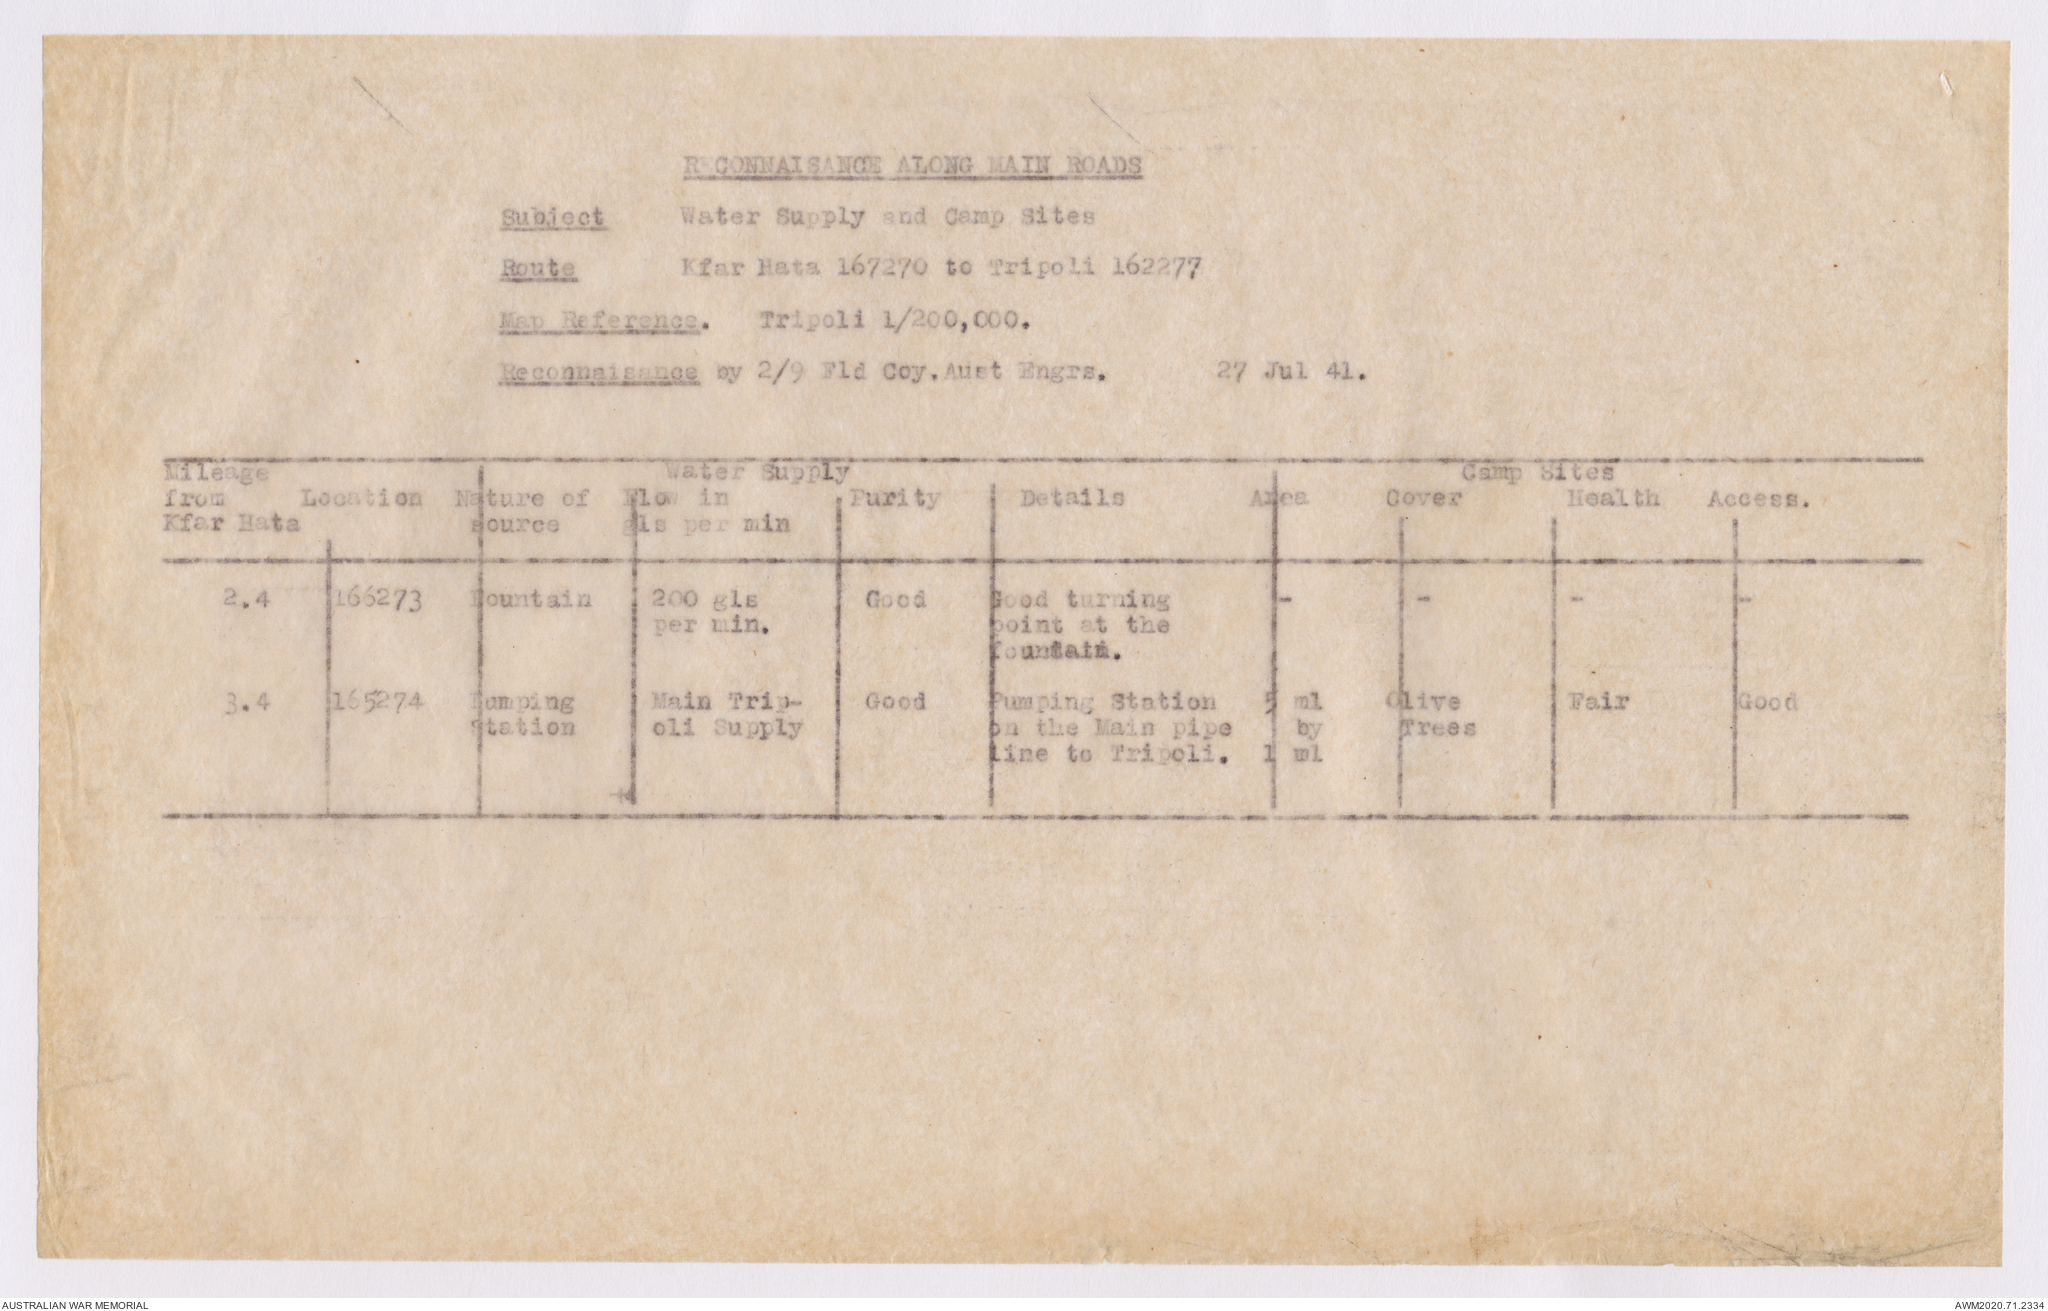 RECONNAISANCE ALONG MAIN ROADS
Subject Water Supply and Camp Sites
Route Kfar Hata 167270 to Tripoli 162277
Map Reference. Tripoli 1/200,000.
Reconnaisance by 2/9 Fld Coy.Aust Engrs. 27 Jul 41.
Mileage Water Supply Camp Sites
from Location Nature of Flow in Purity Details Area Cover Health Access.
Kfar Hata source gls per min
2.4 166273 Fountain 200 gls Good Good turning - - - -
per min. point at the
fountain.
3.4 165274 Pumping Main Trip- Good Pumping Station 5 ml Olive Fair Good
Station oli Supply on the Main pipe by Trees
line to Tripoli. 1 ml
AUSTRALIAN WAR MEMORIAL AWM2020.71.2334